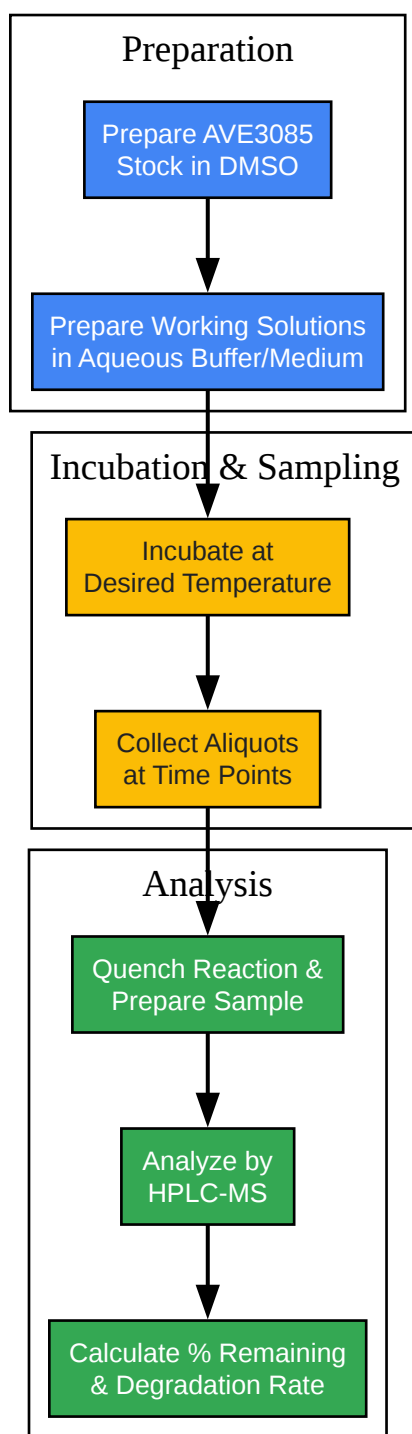 Preparation
Prepare AVE3085
Stock in DMSO
Prepare Working Solutions
in Aqueous Buffer/Medium
Incubation & Sampling
Incubate at
Desired Temperature
Collect Aliquots
at Time Points
Analysis
Quench Reaction &
Prepare Sample
Analyze by
HPLC-MS
Calculate % Remaining
& Degradation Rate